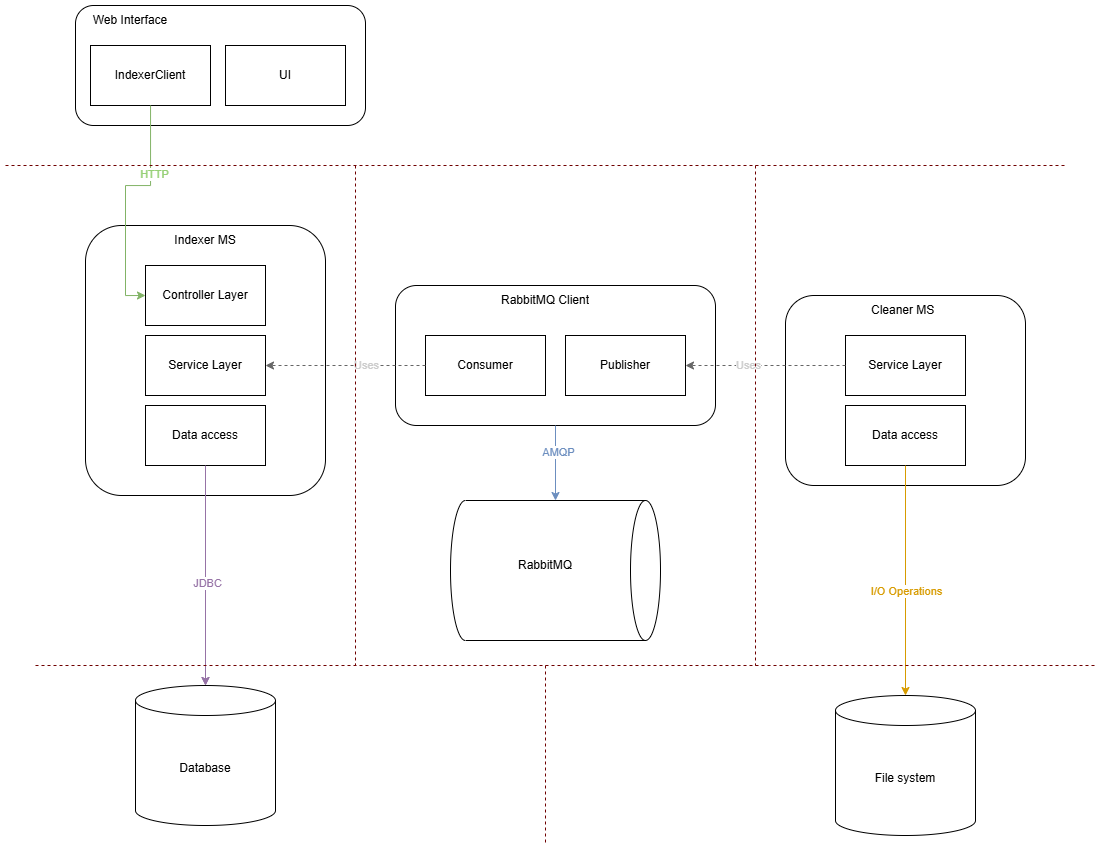 Web Interface
IndexerClient
UI
HTTP
Indexer MS
Controller Layer
Service Layer
Data access
Uses
RabbitMQ Client
Consumer
Publisher
Uses
Cleaner MS
Service Layer
Data access
AMQP
RabbitMQ
JDBC
I/O Operations
Database
File system